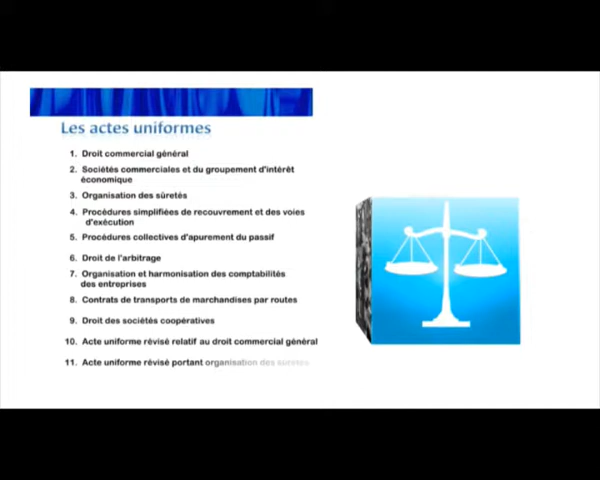 Les actes uniformes
1. Droit commercial général
2. Sociétés commerciales et du groupement d'intérêt
économique
3. Organisation des sûretés
4. Procédures simplifiées de recouvrement et des voies
d'exécution
5. Procédures collectives d'apurement du passif
6. Droit de l'arbitrage
7. Organisation et harmonisation des comptabilités
des entreprises
8. Contrats de transports de marchandises par routes
9. Droit des sociétés coopératives
10. Acte uniforme révisé relatif au droit commercial général
11. Acte uniforme révisé portant organisation des suretés